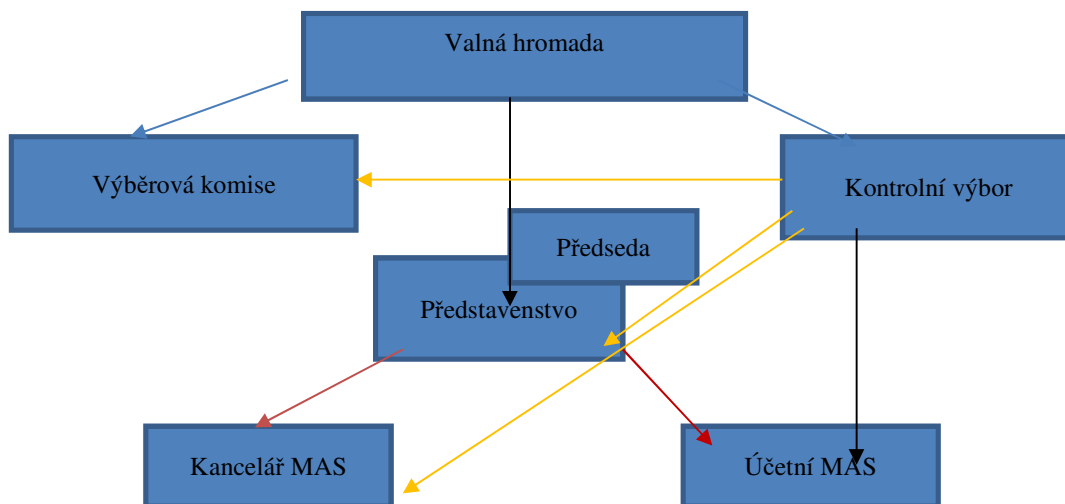 Valná hromada
Výběrová komise
Kontrolní výbor
Předseda
Představenstvo
Kancelář MAS
Účetní MAS